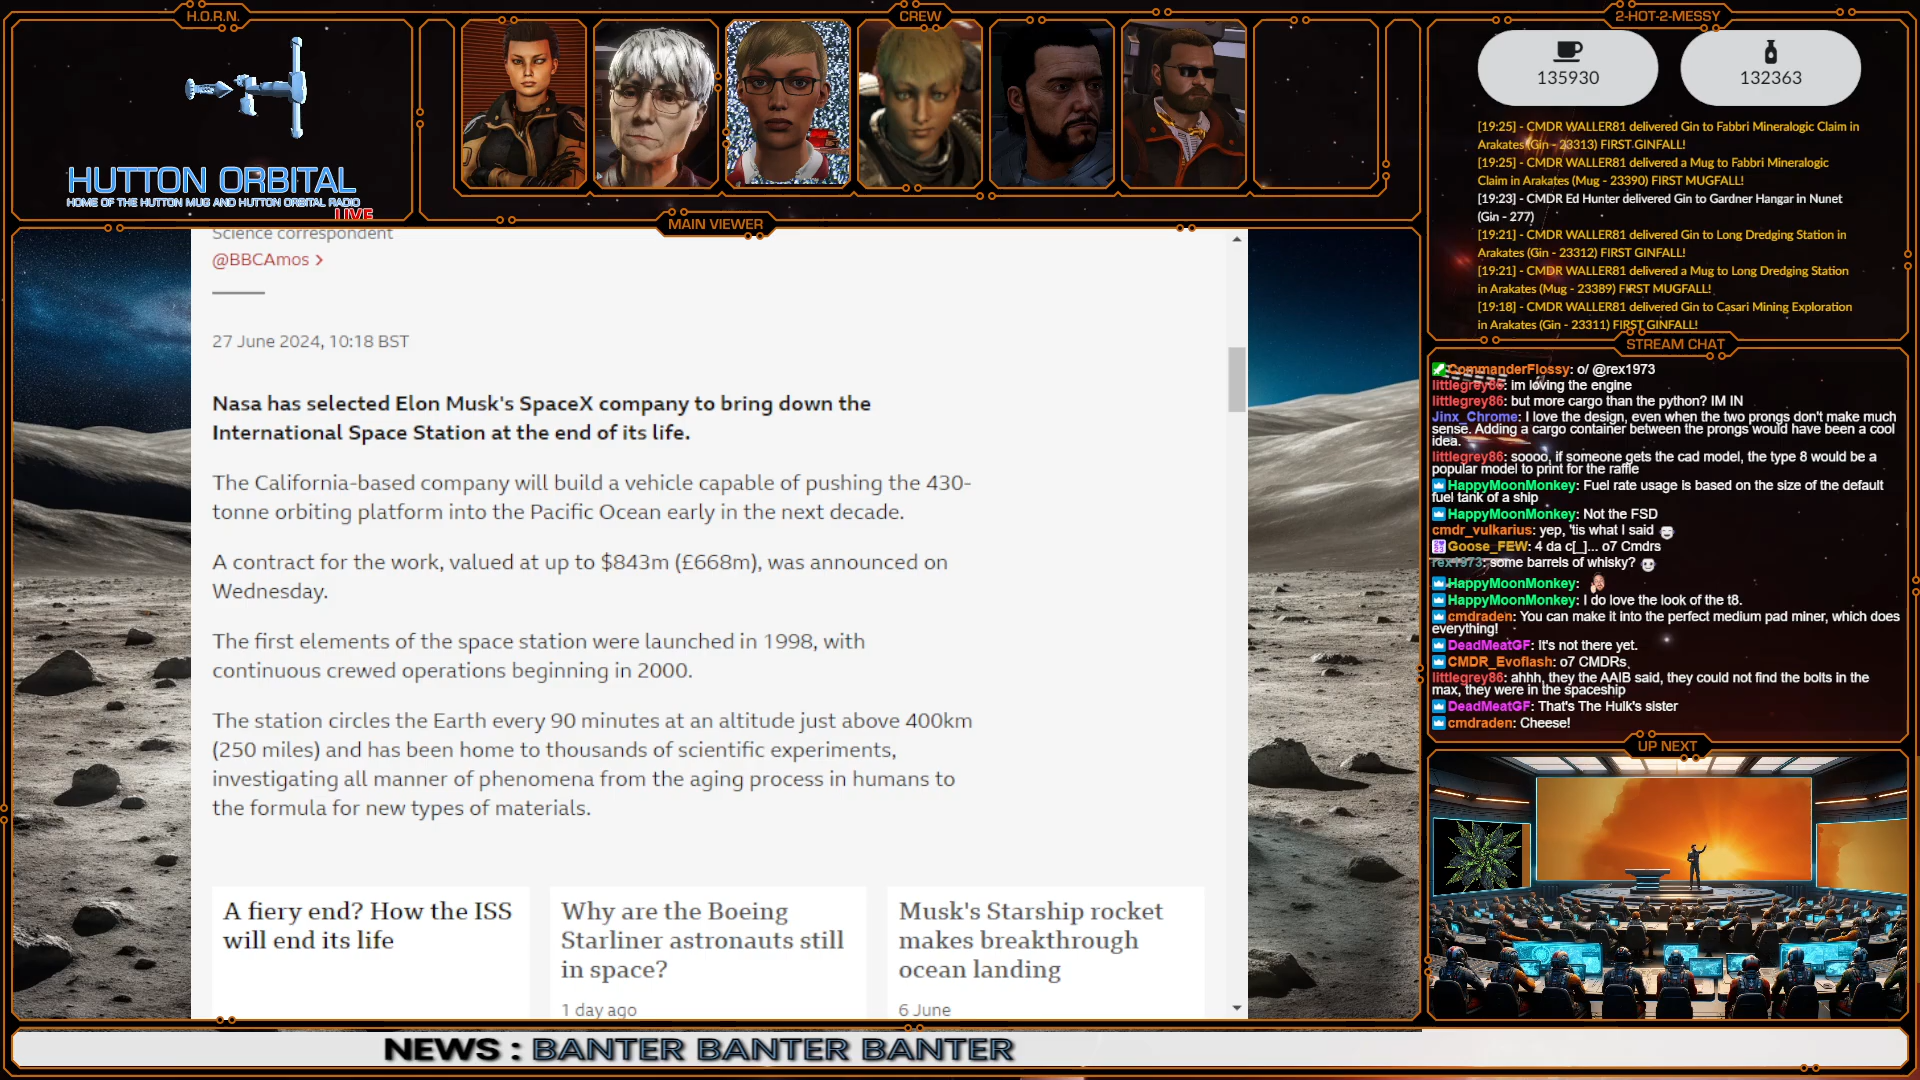 H.O.R.N.
HUTTON ORBITAL
HOME OF THE HUTTON MUG AND HUTTON ORBITAL RADIO
LIVE
CREW
2-HOT-2-MESSY
135930
132363
[19:25] - CMDR WALLER81 delivered Gin to Fabbri Mineralogic Claim in
Arakates (Gin - 23313) FIRST GINFALL!
[19:25] - CMDR WALLER81 delivered a Mug to Fabbri Mineralogic
Claim in Arakates (Mug - 23390) FIRST MUGFALL!
[19:23] - CMDR Ed Hunter delivered Gin to Gardner Hangar in Nunet
(Gin - 277)
[19:21] - CMDR WALLER81 delivered Gin to Long Dredging Station in
Arakates (Gin - 23312) FIRST GINFALL!
[19:21] - CMDR WALLER81 delivered a Mug to Long Dredging Station
in Arakates (Mug - 23389) FIRST MUGFALL!
[19:18] - CMDR WALLER81 delivered Gin to Casari Mining Exploration
in Arakates (Gin - 23311) FIRST GINFALL!
MAIN VIEWER
Science correspondent
@BBCAmos
27 June 2024, 10:18 BST
Nasa has selected Elon Musk's SpaceX company to bring down the
International Space Station at the end of its life.
The California-based company will build a vehicle capable of pushing the 430-
tonne orbiting platform into the Pacific Ocean early in the next decade.
A contract for the work, valued at up to $843m (£668m), was announced on
Wednesday.
The first elements of the space station were launched in 1998, with
continuous crewed operations beginning in 2000.
The station circles the Earth every 90 minutes at an altitude just above 400km
(250 miles) and has been home to thousands of scientific experiments,
investigating all manner of phenomena from the aging process in humans to
the formula for new types of materials.
A fiery end? How the ISS
will end its life
Why are the Boeing
Starliner astronauts still
in space?
1 day ago
Musk's Starship rocket
makes breakthrough
ocean landing
6 June
STREAM CHAT
CommanderFlossy: o/ @rex1973
littlegrey86: im loving the engine
littlegrey86: but more cargo than the python? IM IN
Jinx_Chrome: I love the design, even when the two prongs don't make much
sense. Adding a cargo container between the prongs would have been a cool
idea.
littlegrey86: soooo, if someone gets the cad model, the type 8 would be a
popular model to print for the raffle
HappyMoonMonkey: Fuel rate usage is based on the size of the default
fuel tank of a ship
HappyMoonMonkey: Not the FSD
cmdr_vulkarius: yep, 'tis what I said
Goose_FEW: 4 da c[_]... o7 Cmdrs
rex1973: some barrels of whisky?
HappyMoonMonkey:
HappyMoonMonkey: I do love the look of the t8.
cmdraden: You can make it into the perfect medium pad miner, which does
everything!
DeadMeatGF: It's not there yet.
CMDR_Evoflash: o7 CMDRs
littlegrey86: ahhh, they the AAIB said, they could not find the bolts in the
max, they were in the spaceship
DeadMeatGF: That's The Hulk's sister
cmdraden: Cheese!
UP NEXT
NEWS : BANTER BANTER BANTER